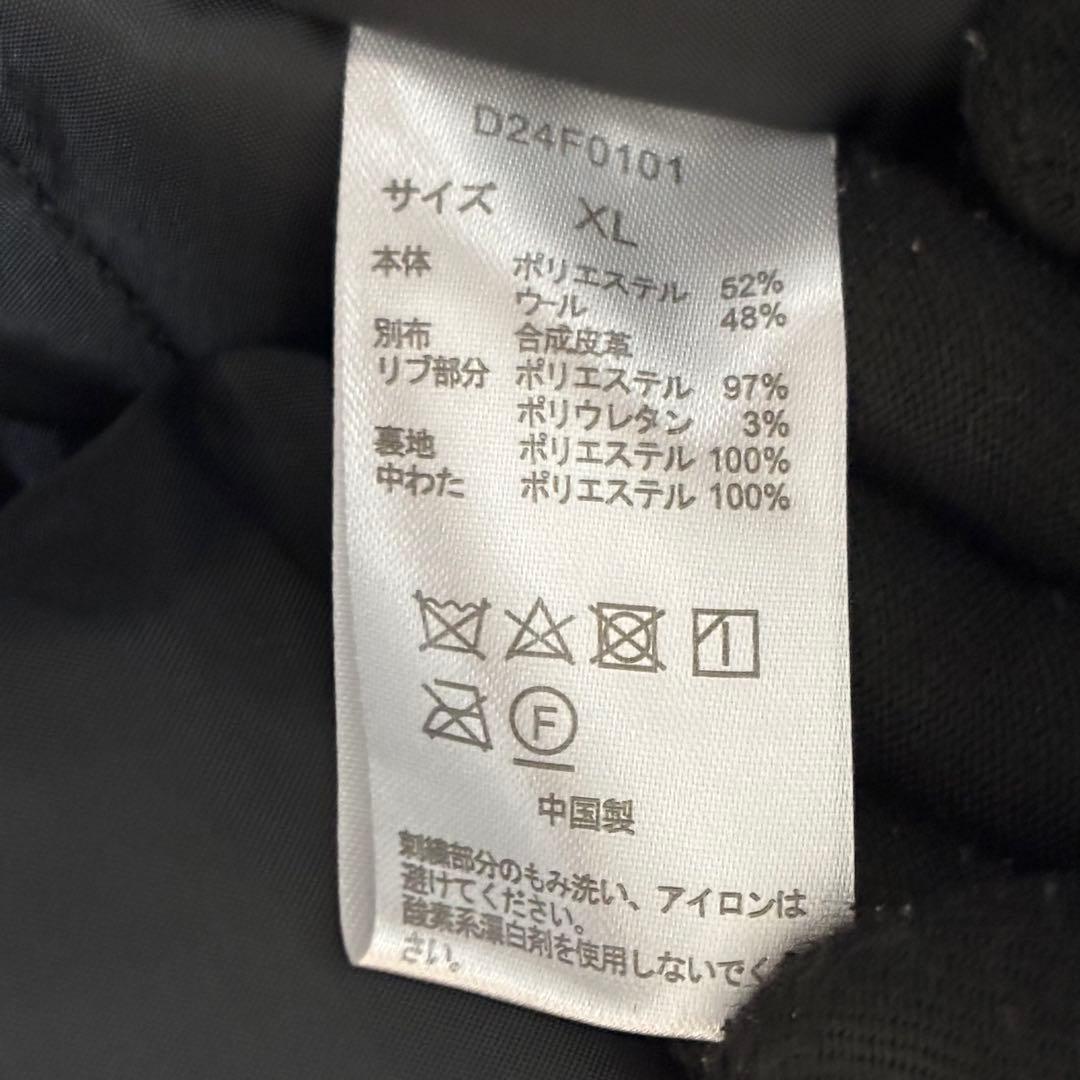 D24F0101
サイズ XL
本体 ポリエステル 52%
ウール 48%
別布 合成皮革
リブ部分 ポリエステル 97%
ポリウレタン 3%
裏地 ポリエステル 100%
中わた ポリエステル 100%
F
中国製
刺繍部分のもみ洗い、アイロンは
避けてください。
酸素系漂白剤を使用しないでく
さい。